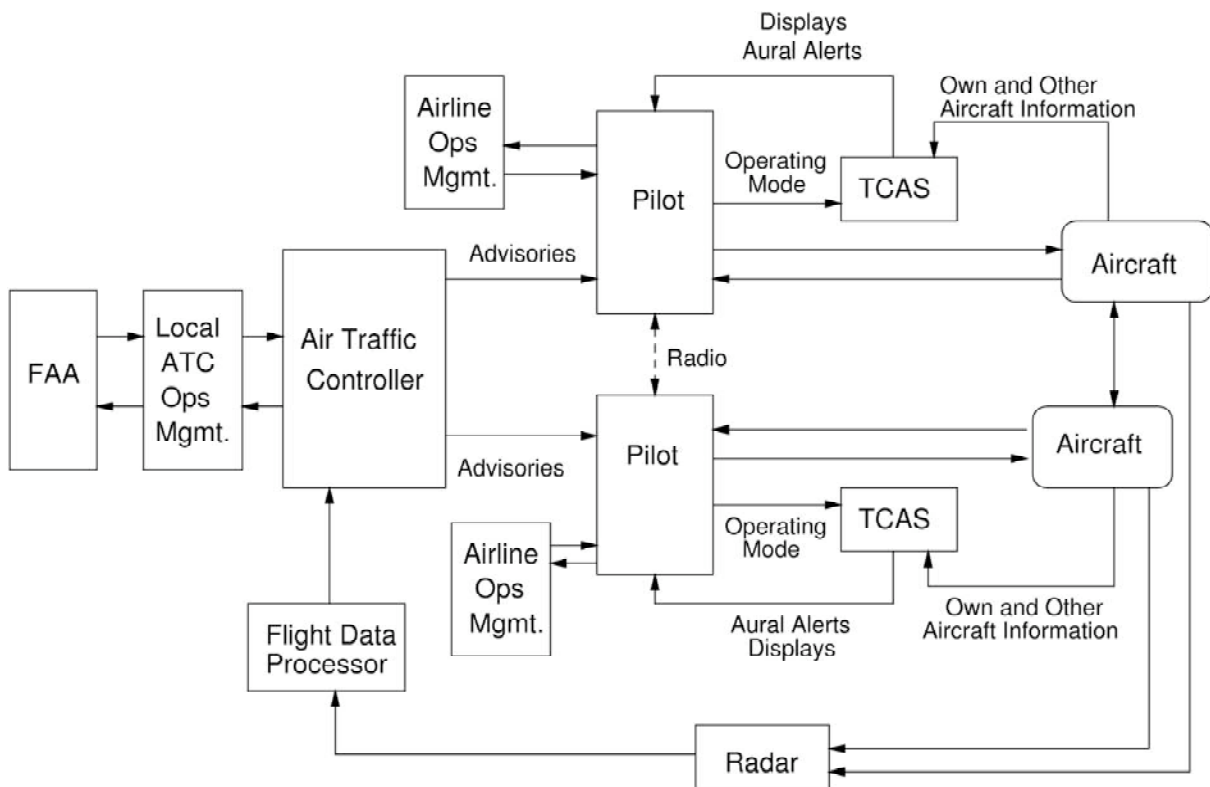 Displays
Aural Alerts
Own and Other
Aircraft Information
Airline
Ops
Mgmt.
Pilot
Operating
Mode
TCAS
Advisories
Aircraft
FAA
Local
ATC
Ops
Mgmt.
Air Traffic
Controller
Radio
Advisories
Pilot
Aircraft
Operating
Mode
TCAS
Airline
Ops
Mgmt.
Aural Alerts
Displays
Own and Other
Aircraft Information
Flight Data
Processor
Radar